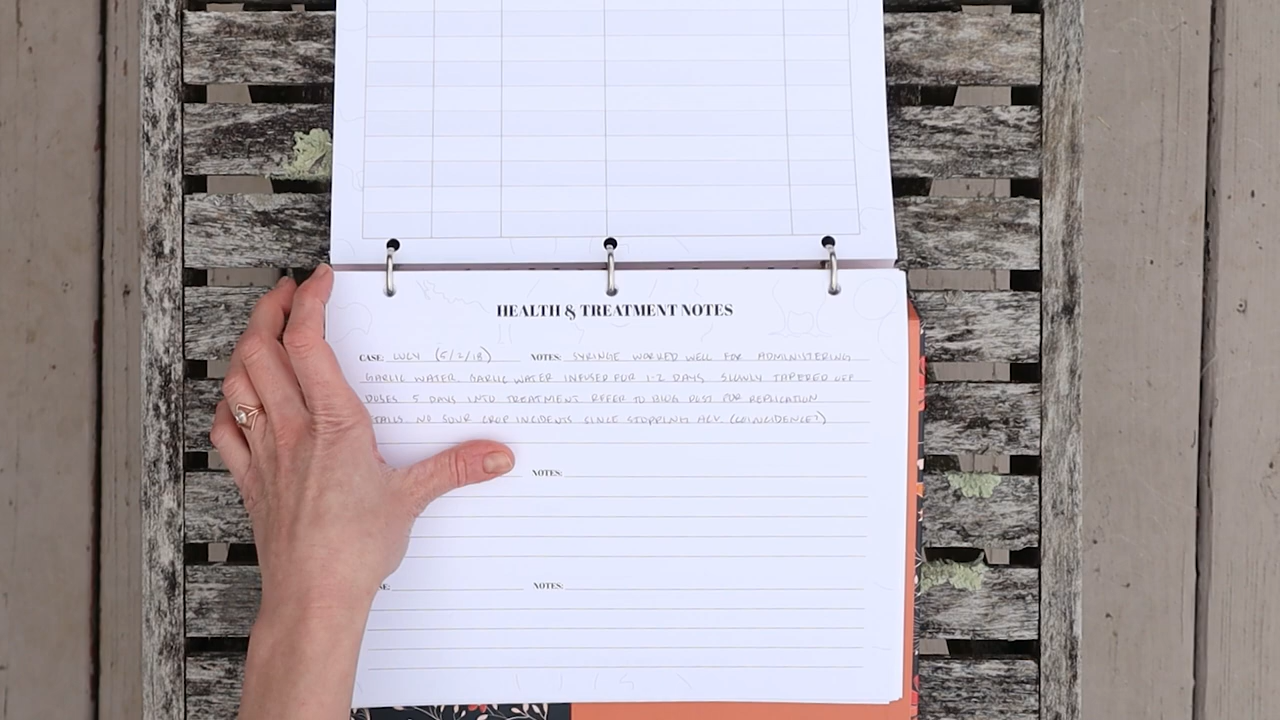 HEALTH & TREATMENT NOTES
CASE: LUCY (5/2/18) NOTES: SYRINGE WORKED WELL FOR ADMINISTERING
GARLIC WATER. GARLIC WATER INFUSED FOR 1-2 DAYS. SLOWLY TAPERED OFF
DOSES 5 DAYS INTO TREATMENT. REFER TO BLOG POST FOR REPLICATION
NO SOUR CROP INCIDENTS SINCE STOPPING ACV. (COINCIDENCE?)
NOTES:
NOTES: